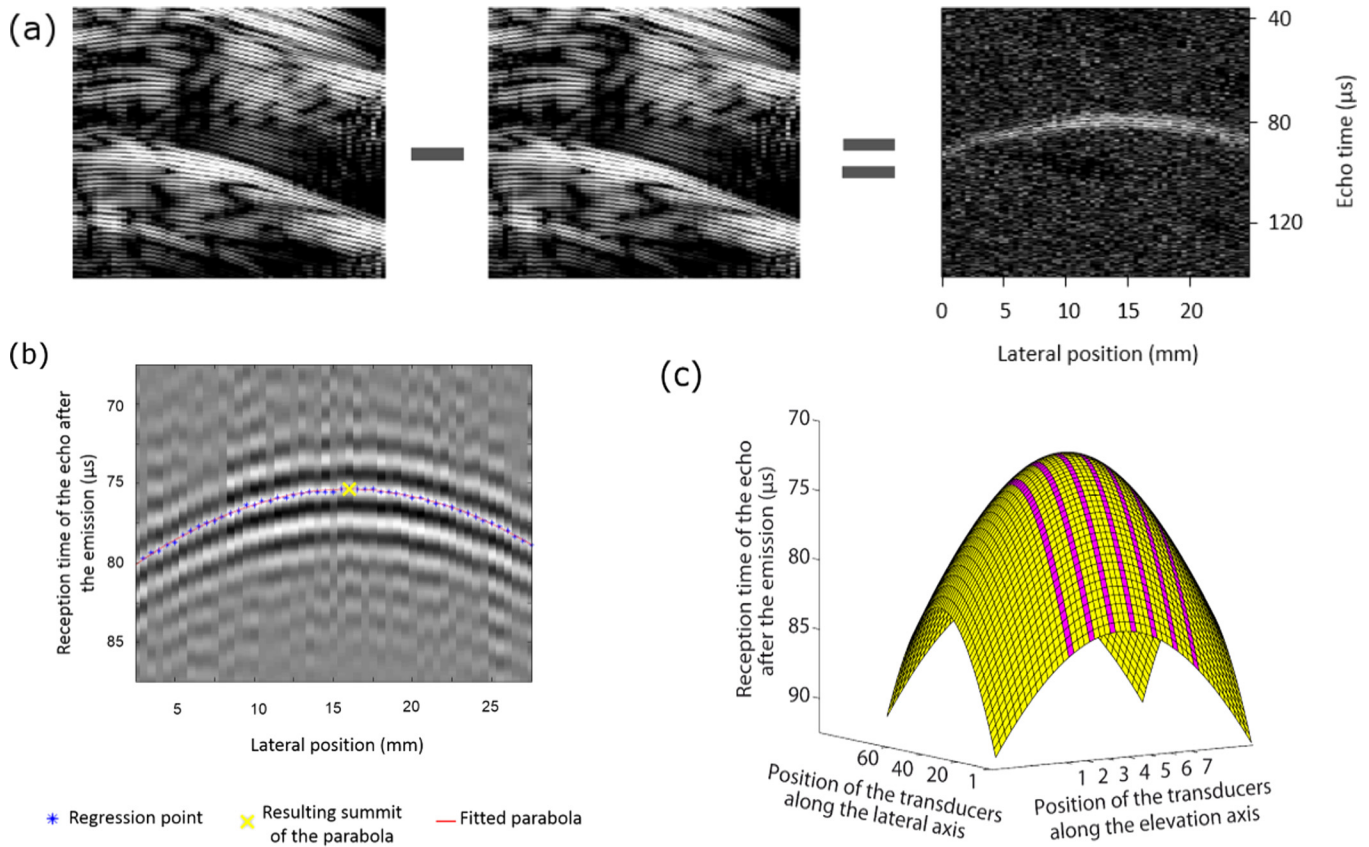 (a)
40
80
120
Echo time (µs)
0 5 10 15 20
Lateral position (mm)
(b)
Reception time of the echo after
the emission (µs)
70
75
80
85
5 10 15 20 25
Lateral position (mm)
Regression point
Resulting summit
of the parabola
Fitted parabola
(c)
Reception time of the echo
after the emission (µs)
70
75
80
85
90
60 40 20 1
Position of the transducers
along the lateral axis
1 2 3 4 5 6 7
Position of the transducers
along the elevation axis